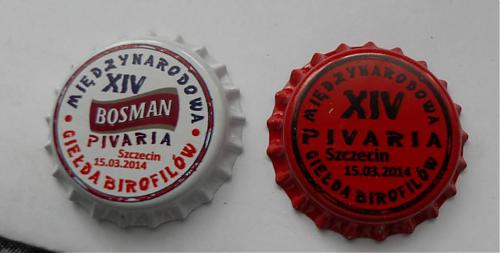 MIĘDZYNARODOWA
XIV
BOSMAN
PIVARIA
Szczecin
15.03.2014
GIEŁDA BIROFILÓW
MIĘDZYNARODOWA
XIV
PIVARIA
Szczecin
15.03.2014
GIEŁDA BIROFILÓW